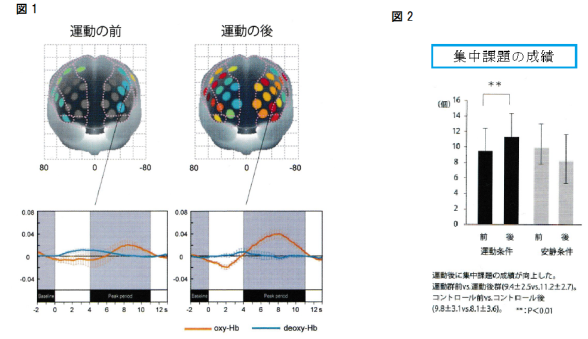 図1
運動の前
運動の後
80 0 -80
80 0 -80
0.08
0.04
0
-0.04
Baseline
Peak period
-2 0 2 4 6 8 10 12 s
0.08
0.04
0
-0.04
Baseline
Peak period
-2 0 2 4 6 8 10 12 s
oxy-Hb
deoxy-Hb
図2
集中課題の成績
(個)
**
16
14
12
10
8
6
4
2
0
前 後 前 後
運動条件 安静条件
運動後に集中課題の成績が向上した。
運動群前vs.運動後群(9.4±2.5vs.11.2±2.7)。
コントロール前vs.コントロール後
(9.8±3.1vs.8.1±3.6)。 **:P<0.01